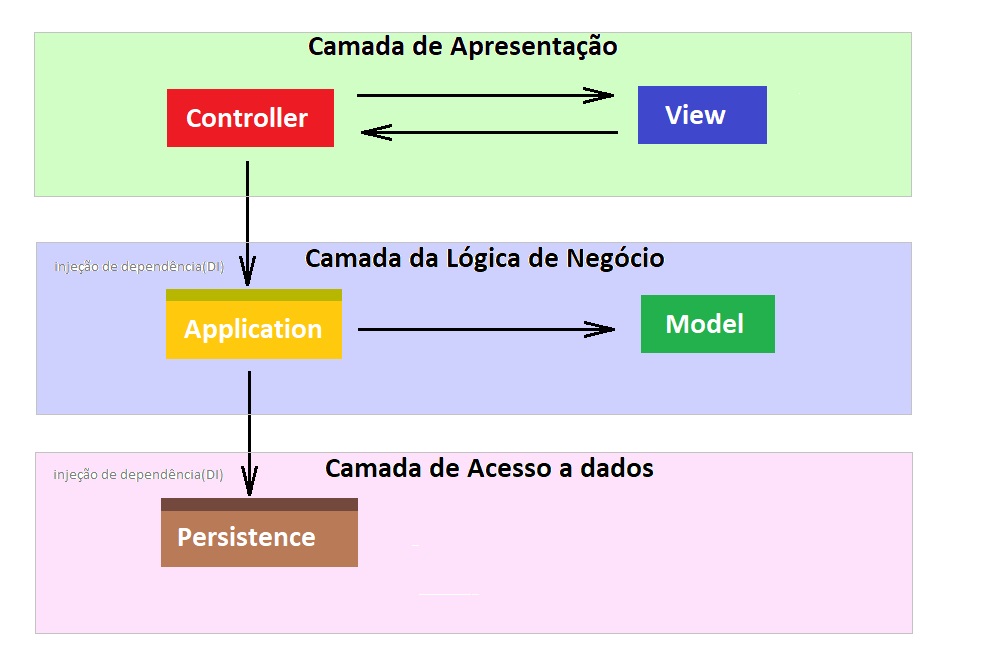 Camada de Apresentação
Controller
View
injeção de dependência(DI)
Camada da Lógica de Negócio
Application
Model
injeção de dependência(DI)
Camada de Acesso a dados
Persistence